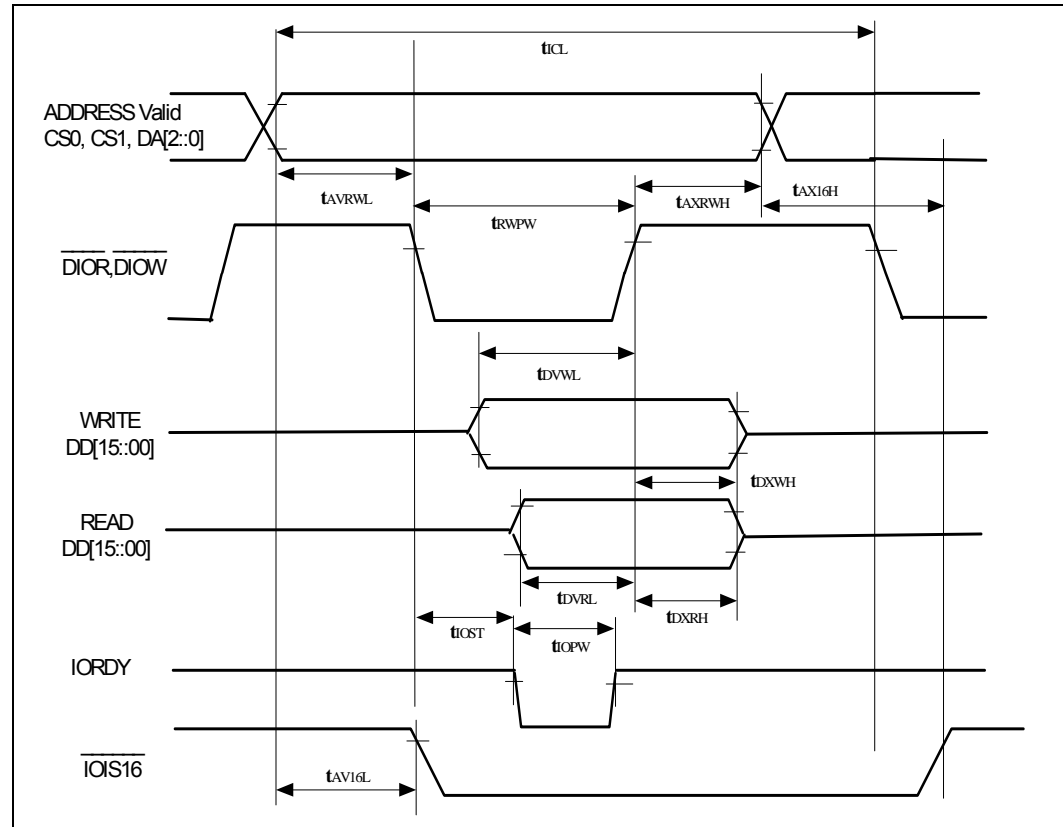 tICL
ADDRESS Valid
CS0, CS1, DA[2::0]
tAVRWL
tRWPW
tAXRWH
tAX16H
DIOR,DIOW
tDVWL
WRITE
DD[15::00]
tDXWH
READ
DD[15::00]
tDVRL
tDXRH
tIOST
tIOPW
IORDY
IOIS16
tAV16L